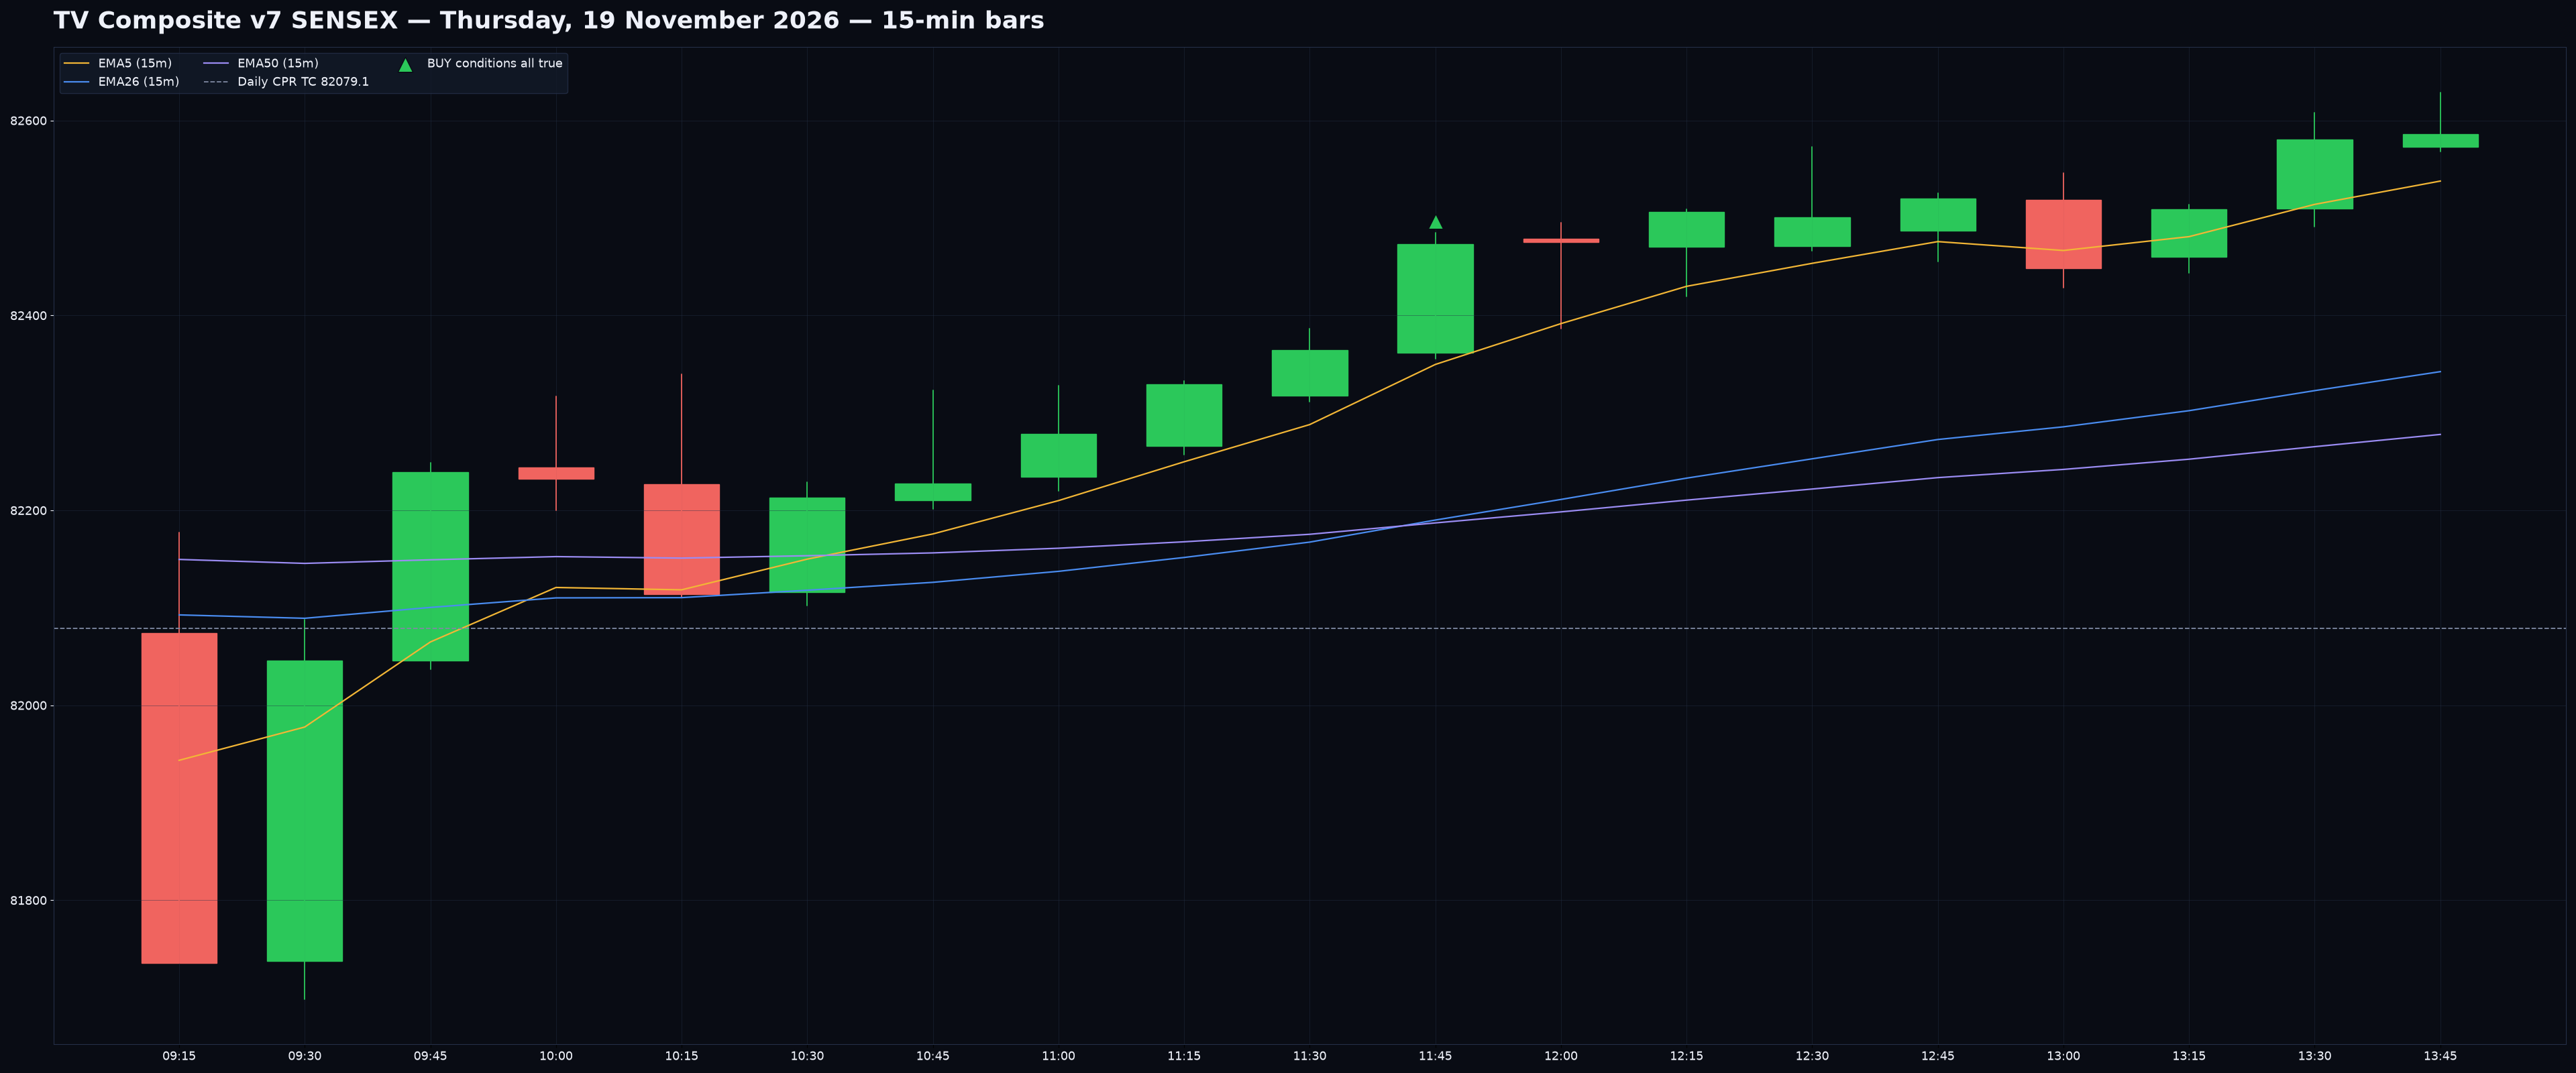 TV Composite v7 SENSEX — Thursday, 19 November 2026 — 15-min bars
EMA5 (15m) EMA50 (15m) BUY conditions all true
EMA26 (15m) Daily CPR TC 82079.1
82600
82400
82200
82000
81800
09:15 09:30 09:45 10:00 10:15 10:30 10:45 11:00 11:15 11:30 11:45 12:00 12:15 12:30 12:45 13:00 13:15 13:30 13:45